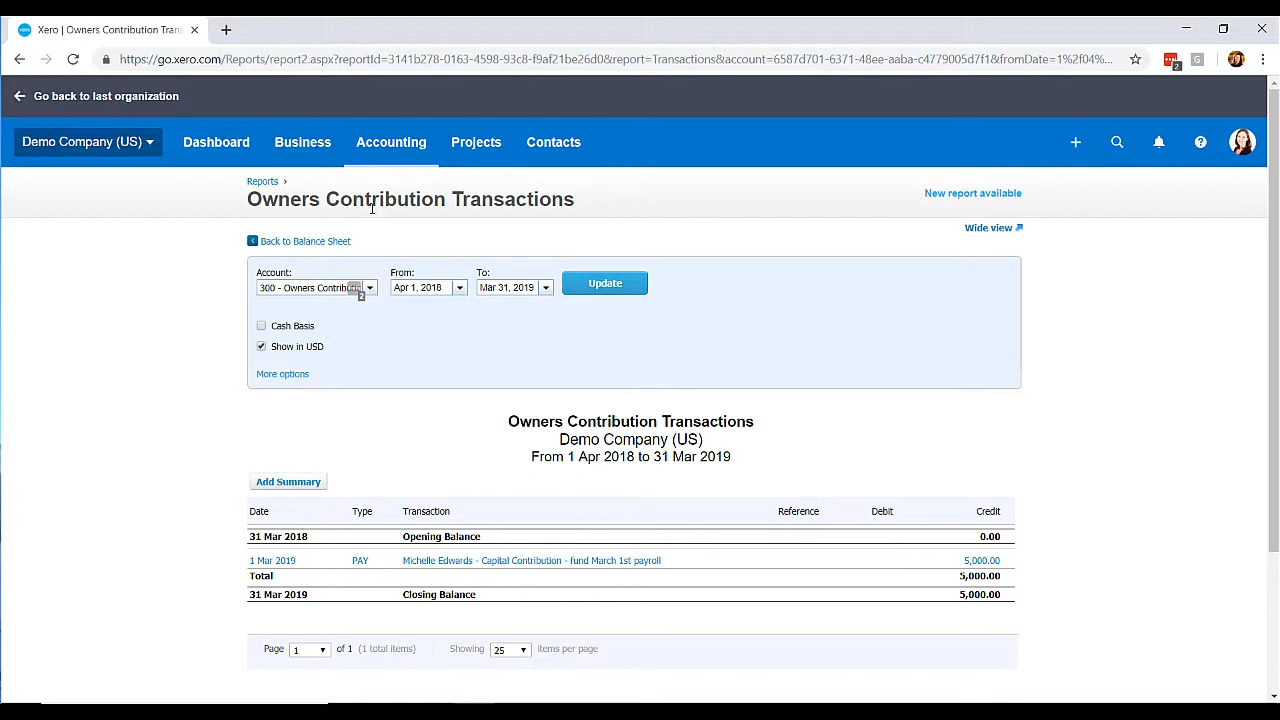 Xero | Owners Contribution Trans
https://go.xero.com/Reports/report2.aspx?reportId=3141b278-0162-4598-93c8-f9af21be26d0&report=Transactions&account=6587d701-6371-48ee-aaba-c4779005d7f1&fromDate=1%2f04%...
2
G
Go back to last organization
Demo Company (US)
Dashboard
Business
Accounting
Projects
Contacts
Reports ›
Owners Contribution Transactions
New report available
Wide view
Back to Balance Sheet
Account: From: To:
300 - Owners Contributic Apr 1, 2018 Mar 31, 2019 Update
2
Cash Basis
Show in USD
More options
Owners Contribution Transactions
Demo Company (US)
From 1 Apr 2018 to 31 Mar 2019
Add Summary
Date Type Transaction Reference Debit Credit
31 Mar 2018 Opening Balance 0.00
1 Mar 2019 PAY Michelle Edwards - Capital Contribution - fund March 1st payroll 5,000.00
Total 5,000.00
31 Mar 2019 Closing Balance 5,000.00
Page 1 of 1 (1 total items) Showing 25 items per page